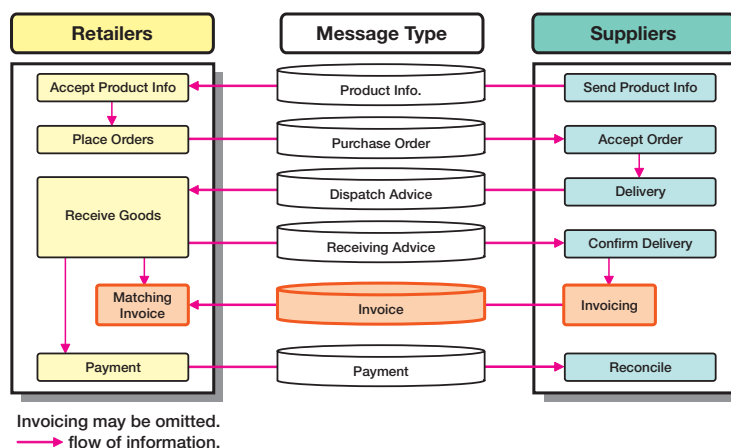 Retailers
Message Type
Suppliers
Accept Product Info
Product Info.
Send Product Info
Place Orders
Purchase Order
Accept Order
Dispatch Advice
Delivery
Receive Goods
Receiving Advice
Confirm Delivery
Matching
Invoice
Invoice
Invoicing
Payment
Payment
Reconcile
Invoicing may be omitted.
flow of information.